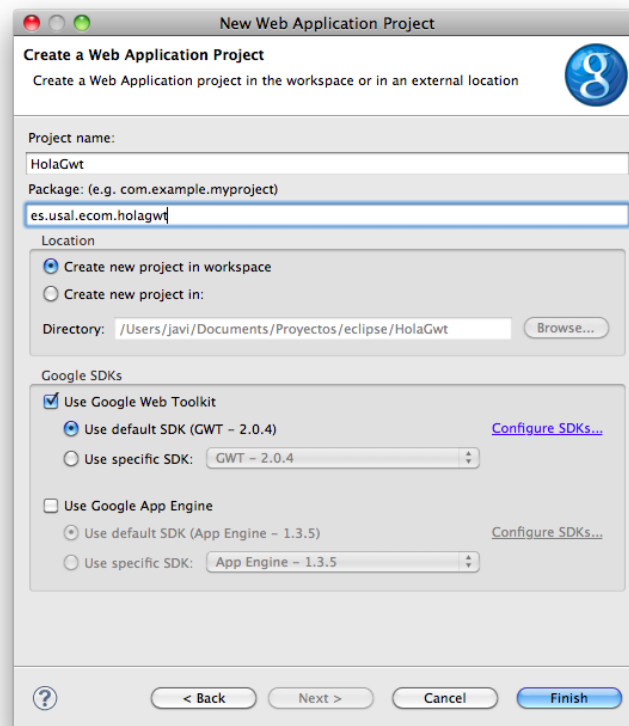 New Web Application Project
Create a Web Application Project
Create a Web Application project in the workspace or in an external location
g
Project name:
HolaGwt
Package: (e.g. com.example.myproject)
es.usal.ecom.holagwt
Location
Create new project in workspace
Create new project in:
Directory: /Users/javi/Documents/Proyectos/eclipse/HolaGwt Browse...
Google SDKs
Use Google Web Toolkit
Use default SDK (GWT - 2.0.4) Configure SDKs...
Use specific SDK: GWT - 2.0.4
Use Google App Engine
Use default SDK (App Engine - 1.3.5) Configure SDKs...
Use specific SDK: App Engine - 1.3.5
? < Back Next > Cancel Finish